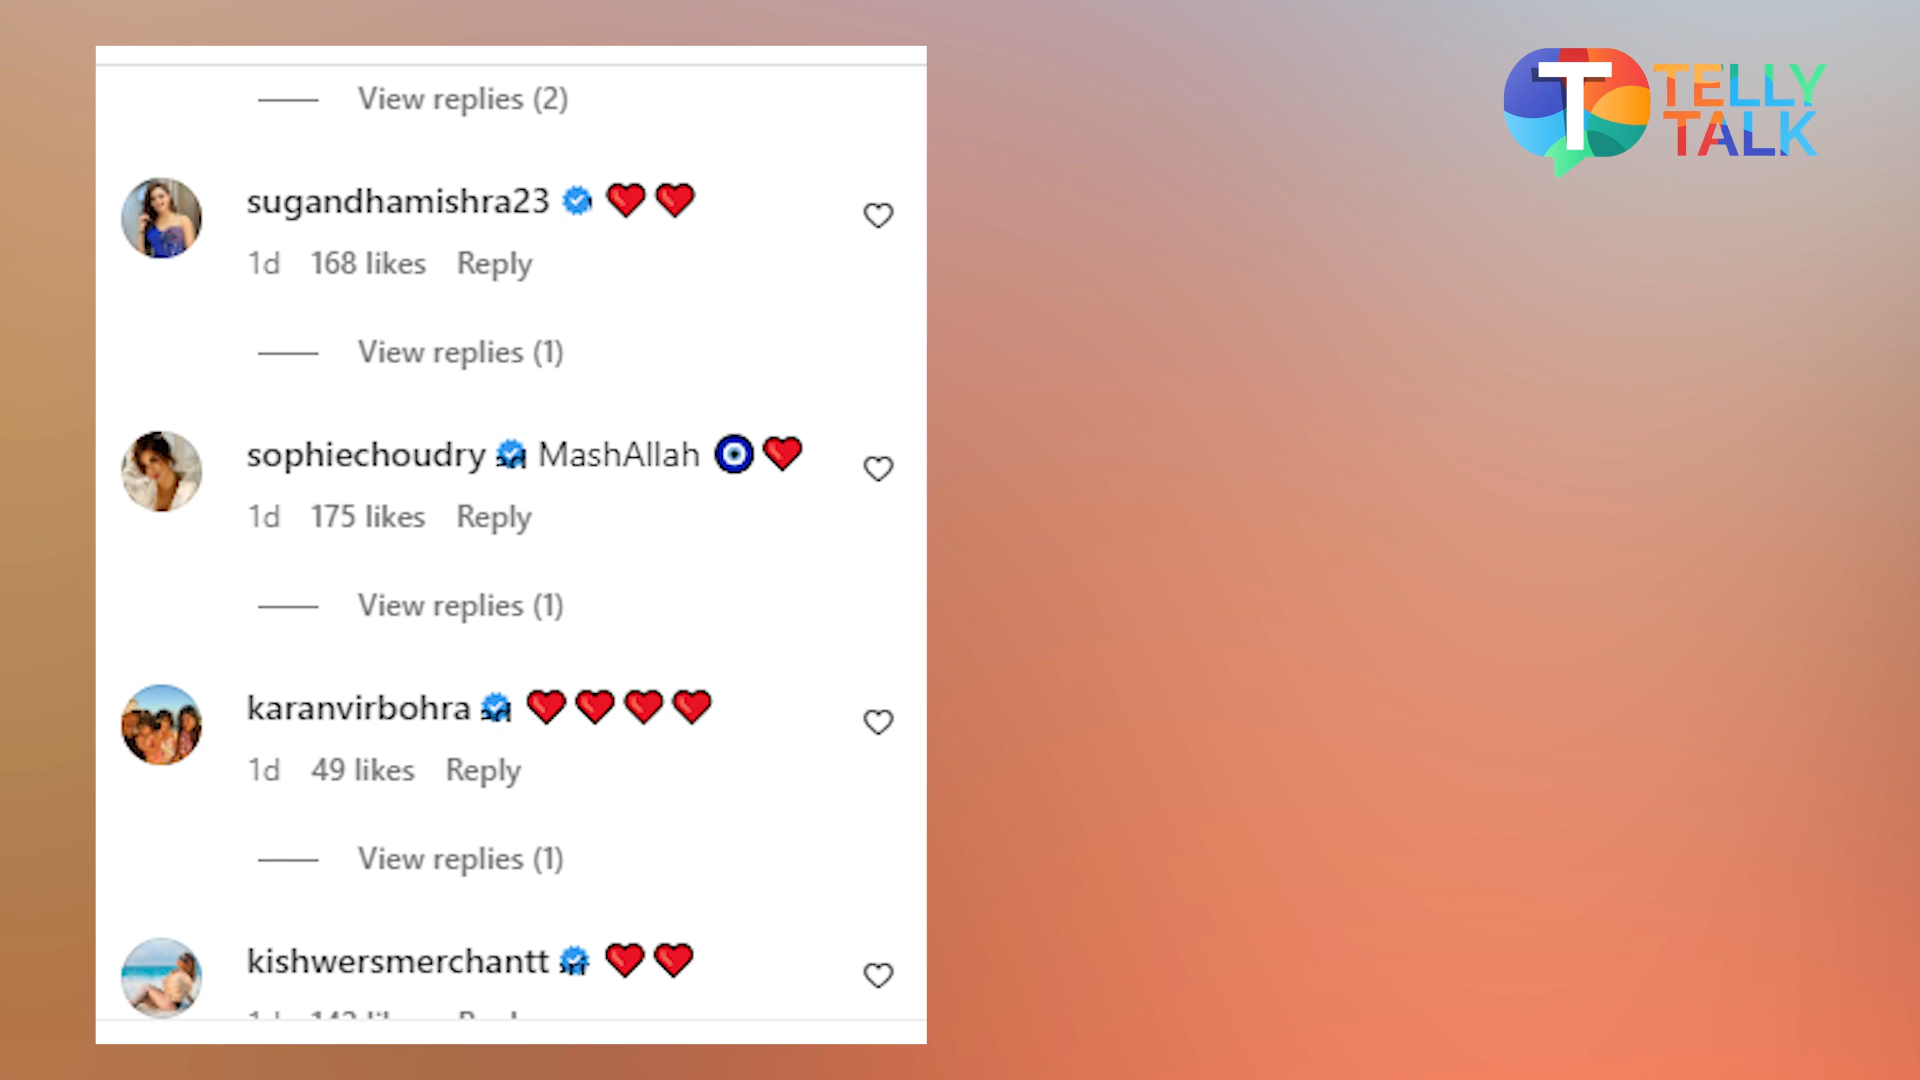 View replies (2)
sugandhamishra23 ❤️❤️
1d 168 likes Reply
View replies (1)
sophiechoudry MashAllah 🧿❤️
1d 175 likes Reply
View replies (1)
karanvirbohra ❤️❤️❤️❤️
1d 49 likes Reply
View replies (1)
kishwersmerchantt ❤️❤️
T TELLY
TALK